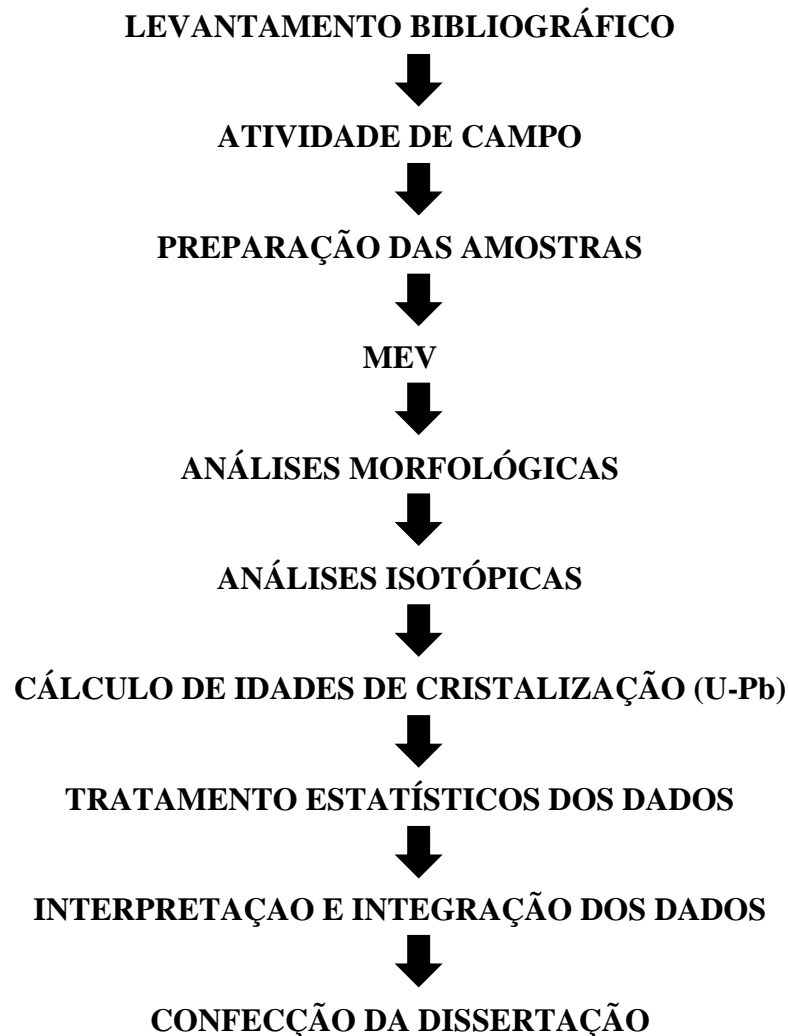 LEVANTAMENTO BIBLIOGRÁFICO
ATIVIDADE DE CAMPO
PREPARAÇÃO DAS AMOSTRAS
MEV
ANÁLISES MORFOLÓGICAS
ANÁLISES ISOTÓPICAS
CÁLCULO DE IDADES DE CRISTALIZAÇÃO (U-Pb)
TRATAMENTO ESTATÍSTICOS DOS DADOS
INTERPRETAÇAO E INTEGRAÇÃO DOS DADOS
CONFECÇÃO DA DISSERTAÇÃO